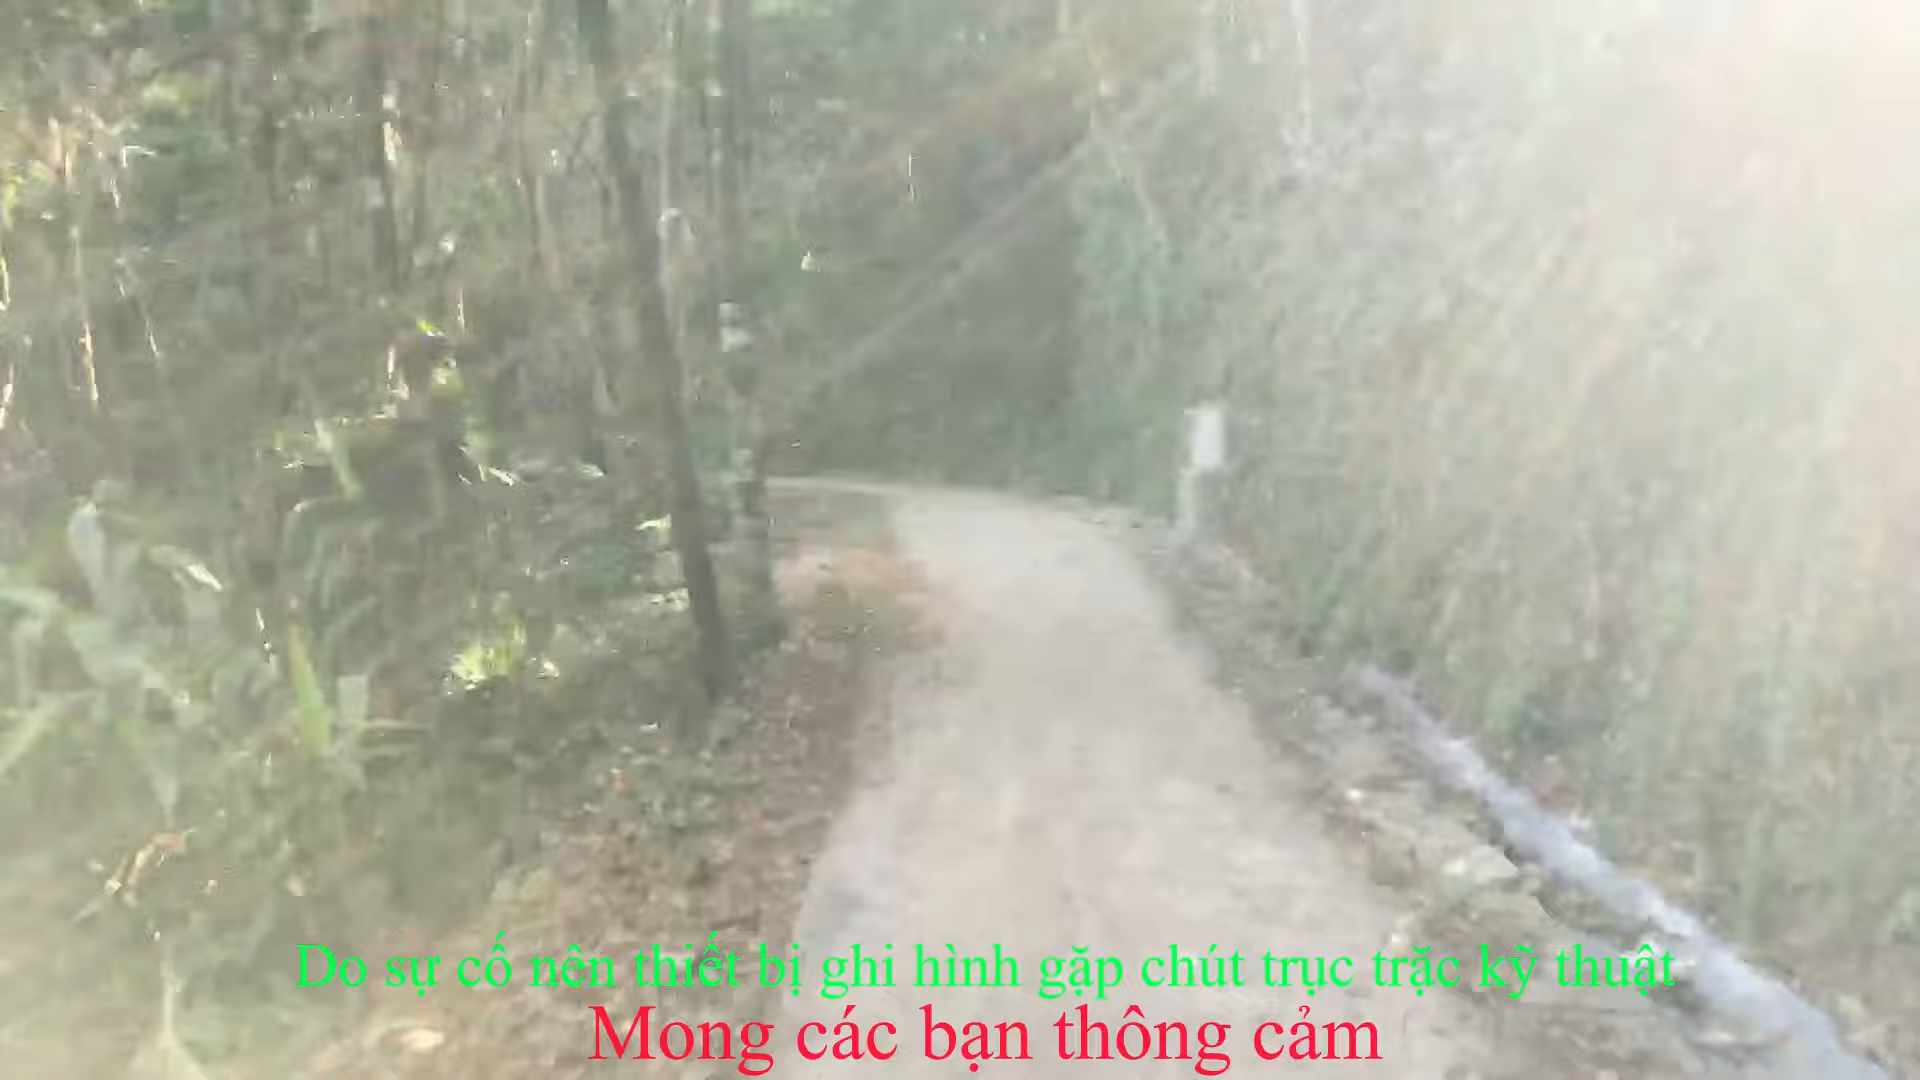 Do sự cố nên thiết bị ghi hình gặp chút trục trặc kỹ thuật
Mong các bạn thông cảm